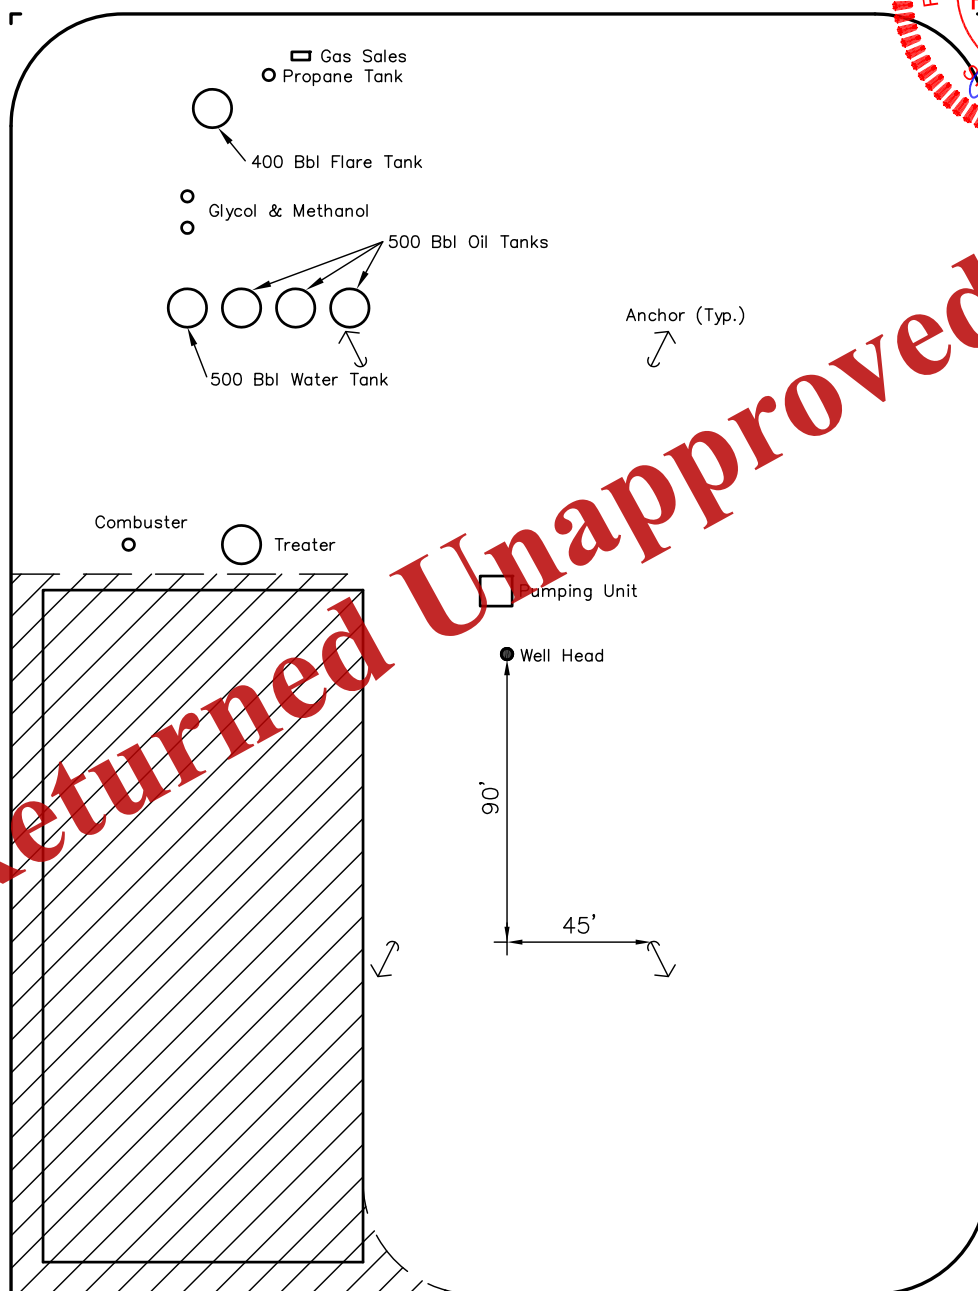 Gas Sales
Propane Tank
400 Bbl Flare Tank
Glycol & Methanol
500 Bbl Oil Tanks
Anchor (Typ.)
500 Bbl Water Tank
Combuster
Treater
Pumping Unit
Well Head
90'
45'
Returned Unapproved